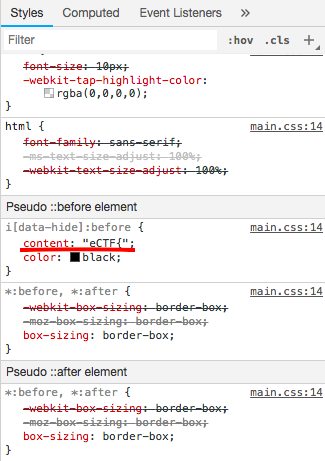 Styles Computed Event Listeners »
Filter :hov .cls +
font-size: 10px;
-webkit-tap-highlight-color:
rgba(0,0,0,0);
}
html { main.css:14
font-family: sans-serif;
-ms-text-size-adjust: 100%;
-webkit-text-size-adjust: 100%;
}
Pseudo ::before element
i[data-hide]:before { main.css:14
content: "eCTF{";
color: black;
}
*:before, *:after { main.css:14
-webkit-box-sizing: border-box;
-moz-box-sizing: border-box;
box-sizing: border-box;
}
Pseudo ::after element
*:before, *:after { main.css:14
-webkit-box-sizing: border-box;
-moz-box-sizing: border-box;
box-sizing: border-box;
}